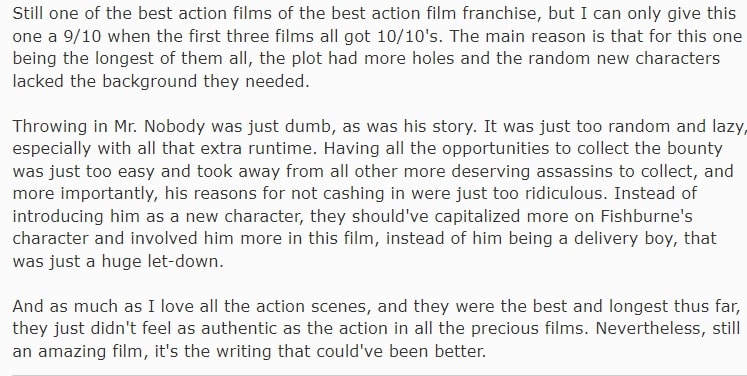 Still one of the best action films of the best action film franchise, but I can only give this
one a 9/10 when the first three films all got 10/10's. The main reason is that for this one
being the longest of them all, the plot had more holes and the random new characters
lacked the background they needed.
Throwing in Mr. Nobody was just dumb, as was his story. It was just too random and lazy,
especially with all that extra runtime. Having all the opportunities to collect the bounty
was just too easy and took away from all other more deserving assassins to collect, and
more importantly, his reasons for not cashing in were just too ridiculous. Instead of
introducing him as a new character, they should've capitalized more on Fishburne's
character and involved him more in this film, instead of him being a delivery boy, that
was just a huge let-down.
And as much as I love all the action scenes, and they were the best and longest thus far,
they just didn't feel as authentic as the action in all the precious films. Nevertheless, still
an amazing film, it's the writing that could've been better.